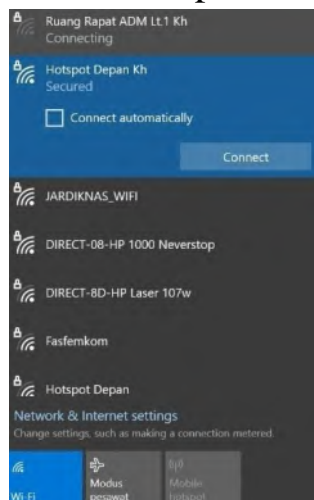 Ruang Rapat ADM Lt.1 Kh
Connecting
Hotspot Depan Kh
Secured
Connect automatically
Connect
JARDIKNAS_WIFI
DIRECT-08-HP 1000 Neverstop
DIRECT-8D-HP Laser 107w
Fasfemkom
Hotspot Depan
Network & Internet settings
Change settings, such as making a connection metered.
Wi-Fi
Modus pesawat
Mobile hotspot